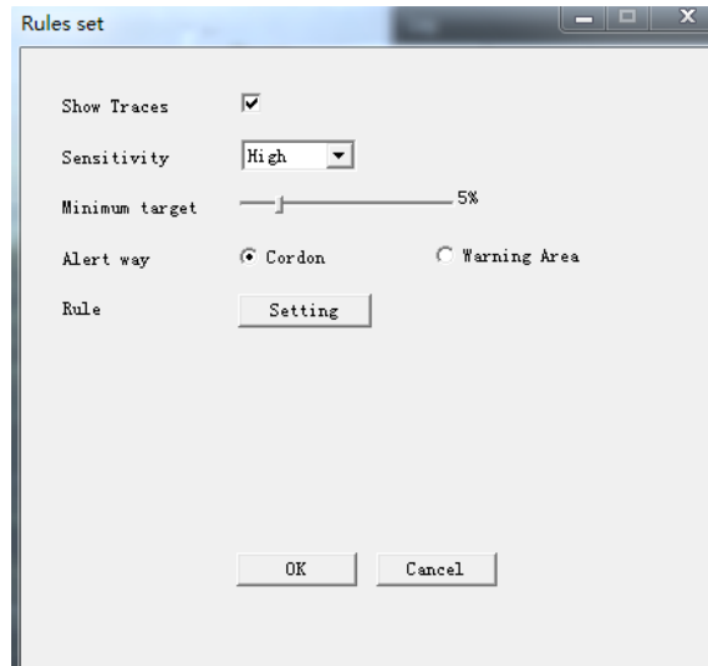 Rules set
Show Traces
Sensitivity High
Minimum target 5%
Alert way Cordon Warning Area
Rule Setting
OK Cancel